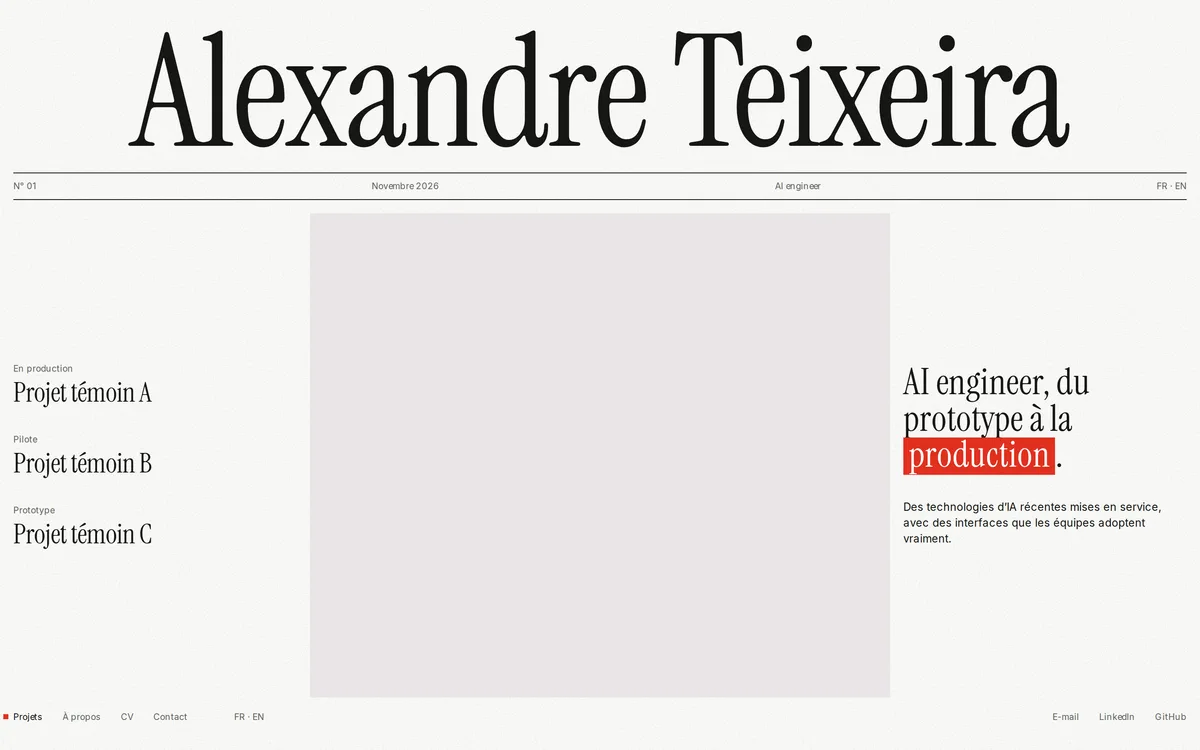 Alexandre Teixeira
N° 01
Novembre 2026
AI engineer
FR · EN
En production
Projet témoin A
Pilote
Projet témoin B
Prototype
Projet témoin C
AI engineer, du
prototype à la
production.
Des technologies d’IA récentes mises en service,
avec des interfaces que les équipes adoptent
vraiment.
Projets
À propos
CV
Contact
FR · EN
E-mail
LinkedIn
GitHub